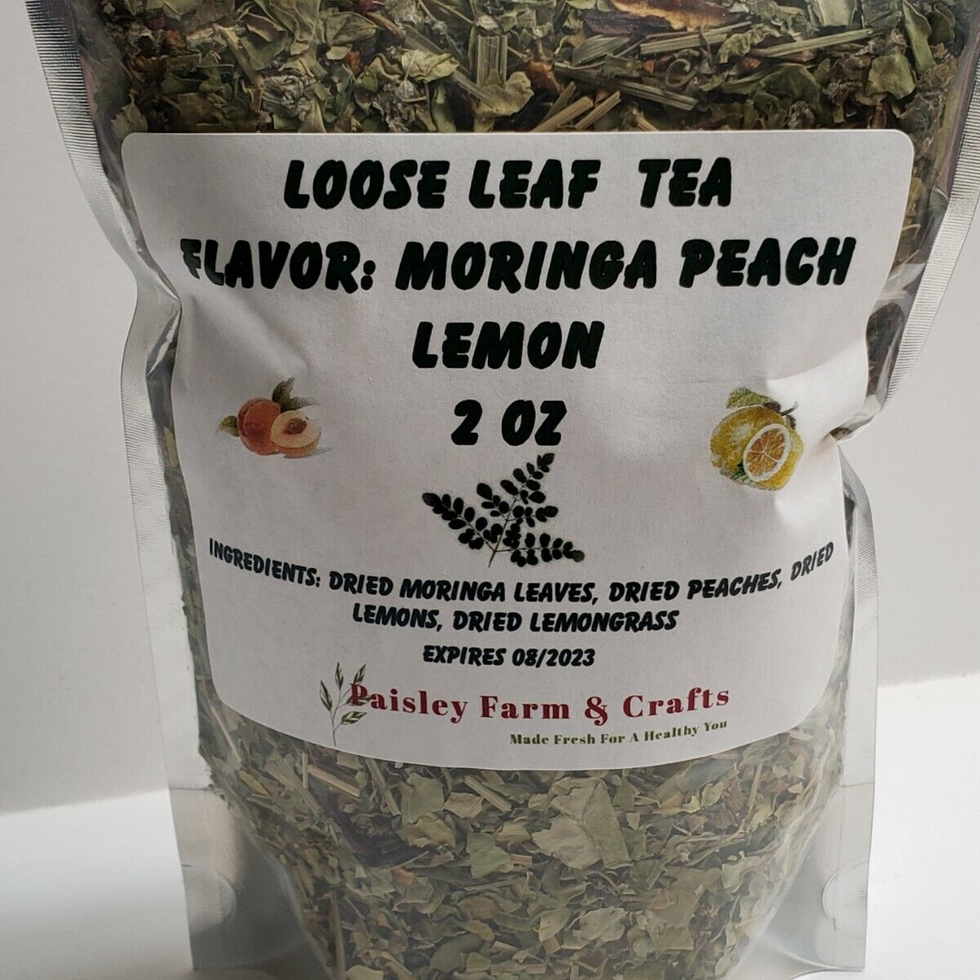 LOOSE LEAF TEA
FLAVOR: MORINGA PEACH
LEMON
2 OZ
INGREDIENTS: DRIED MORINGA LEAVES, DRIED PEACHES, DRIED
LEMONS, DRIED LEMONGRASS
EXPIRES 08/2023
Paisley Farm & Crafts
Made Fresh For A Healthy You